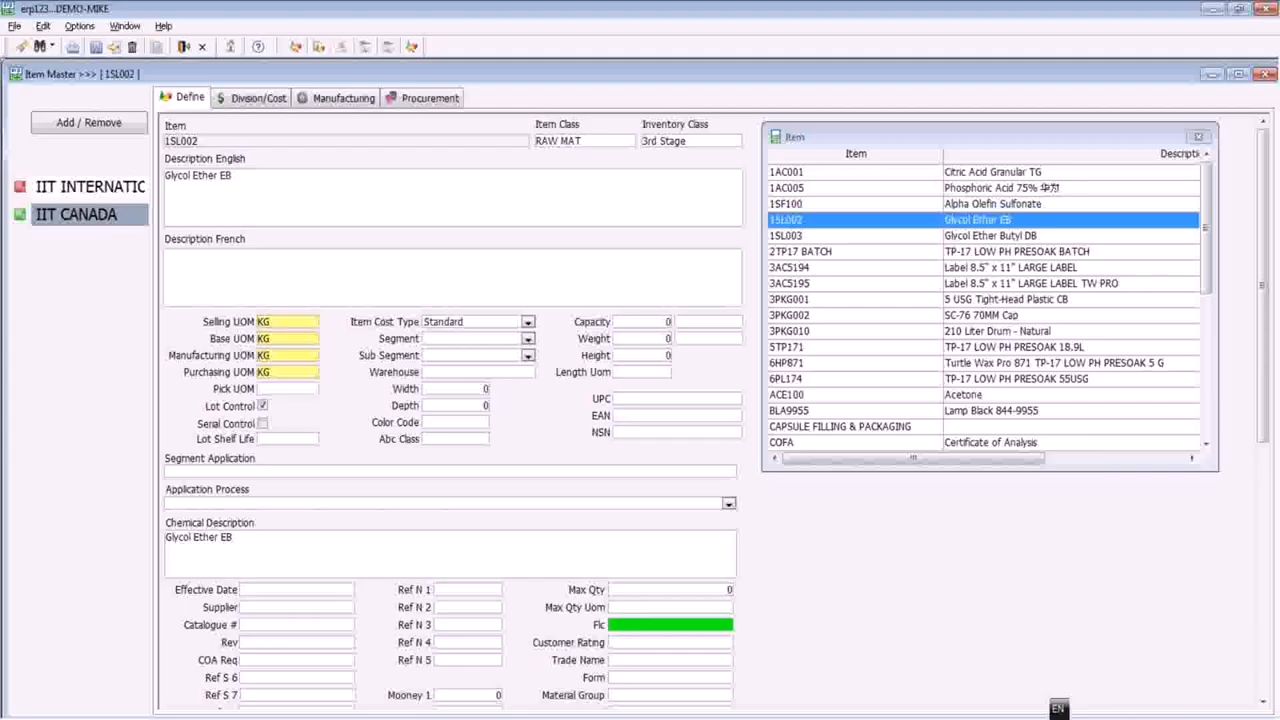 erp123...DEMO-MIKE
File Edit Options Window Help
Item Master >>> [ 1SL002 ]
Add / Remove
IIT INTERNATIC
IIT CANADA
Define Division/Cost Manufacturing Procurement
Item Item Class Inventory Class
1SL002 RAW MAT 3rd Stage
Description English
Glycol Ether EB
Description French
Selling UOM KG Item Cost Type Standard Capacity 0
Base UOM KG Segment Weight 0
Manufacturing UOM KG Sub Segment Height 0
Purchasing UOM KG Warehouse Length Uom
Pick UOM Width 0
Lot Control Depth 0 UPC
Serial Control Color Code EAN
Lot Shelf Life Abc Class NSN
Segment Application
Application Process
Chemical Description
Glycol Ether EB
Effective Date Ref N 1 Max Qty 0
Supplier Ref N 2 Max Qty Uom
Catalogue # Ref N 3 Flc
Rev Ref N 4 Customer Rating
COA Req Ref N 5 Trade Name
Ref S 6 Form
Ref S 7 Mooney 1 0 Material Group
Item
Item Descripti
1AC001 Citric Acid Granular TG
1AC005 Phosphoric Acid 75% 华为
1SF100 Alpha Olefin Sulfonate
1SL002 Glycol Ether EB
1SL003 Glycol Ether Butyl DB
2TP17 BATCH TP-17 LOW PH PRESOAK BATCH
3AC5194 Label 8.5" x 11" LARGE LABEL
3AC5195 Label 8.5" x 11" LARGE LABEL TW PRO
3PKG001 5 USG Tight-Head Plastic CB
3PKG002 SC-76 70MM Cap
3PKG010 210 Liter Drum - Natural
5TP171 TP-17 LOW PH PRESOAK 18.9L
6HP871 Turtle Wax Pro 871 TP-17 LOW PH PRESOAK 5 G
6PL174 TP-17 LOW PH PRESOAK 55USG
ACE100 Acetone
BLA9955 Lamp Black 844-9955
CAPSULE FILLING & PACKAGING
COFA Certificate of Analysis
EN